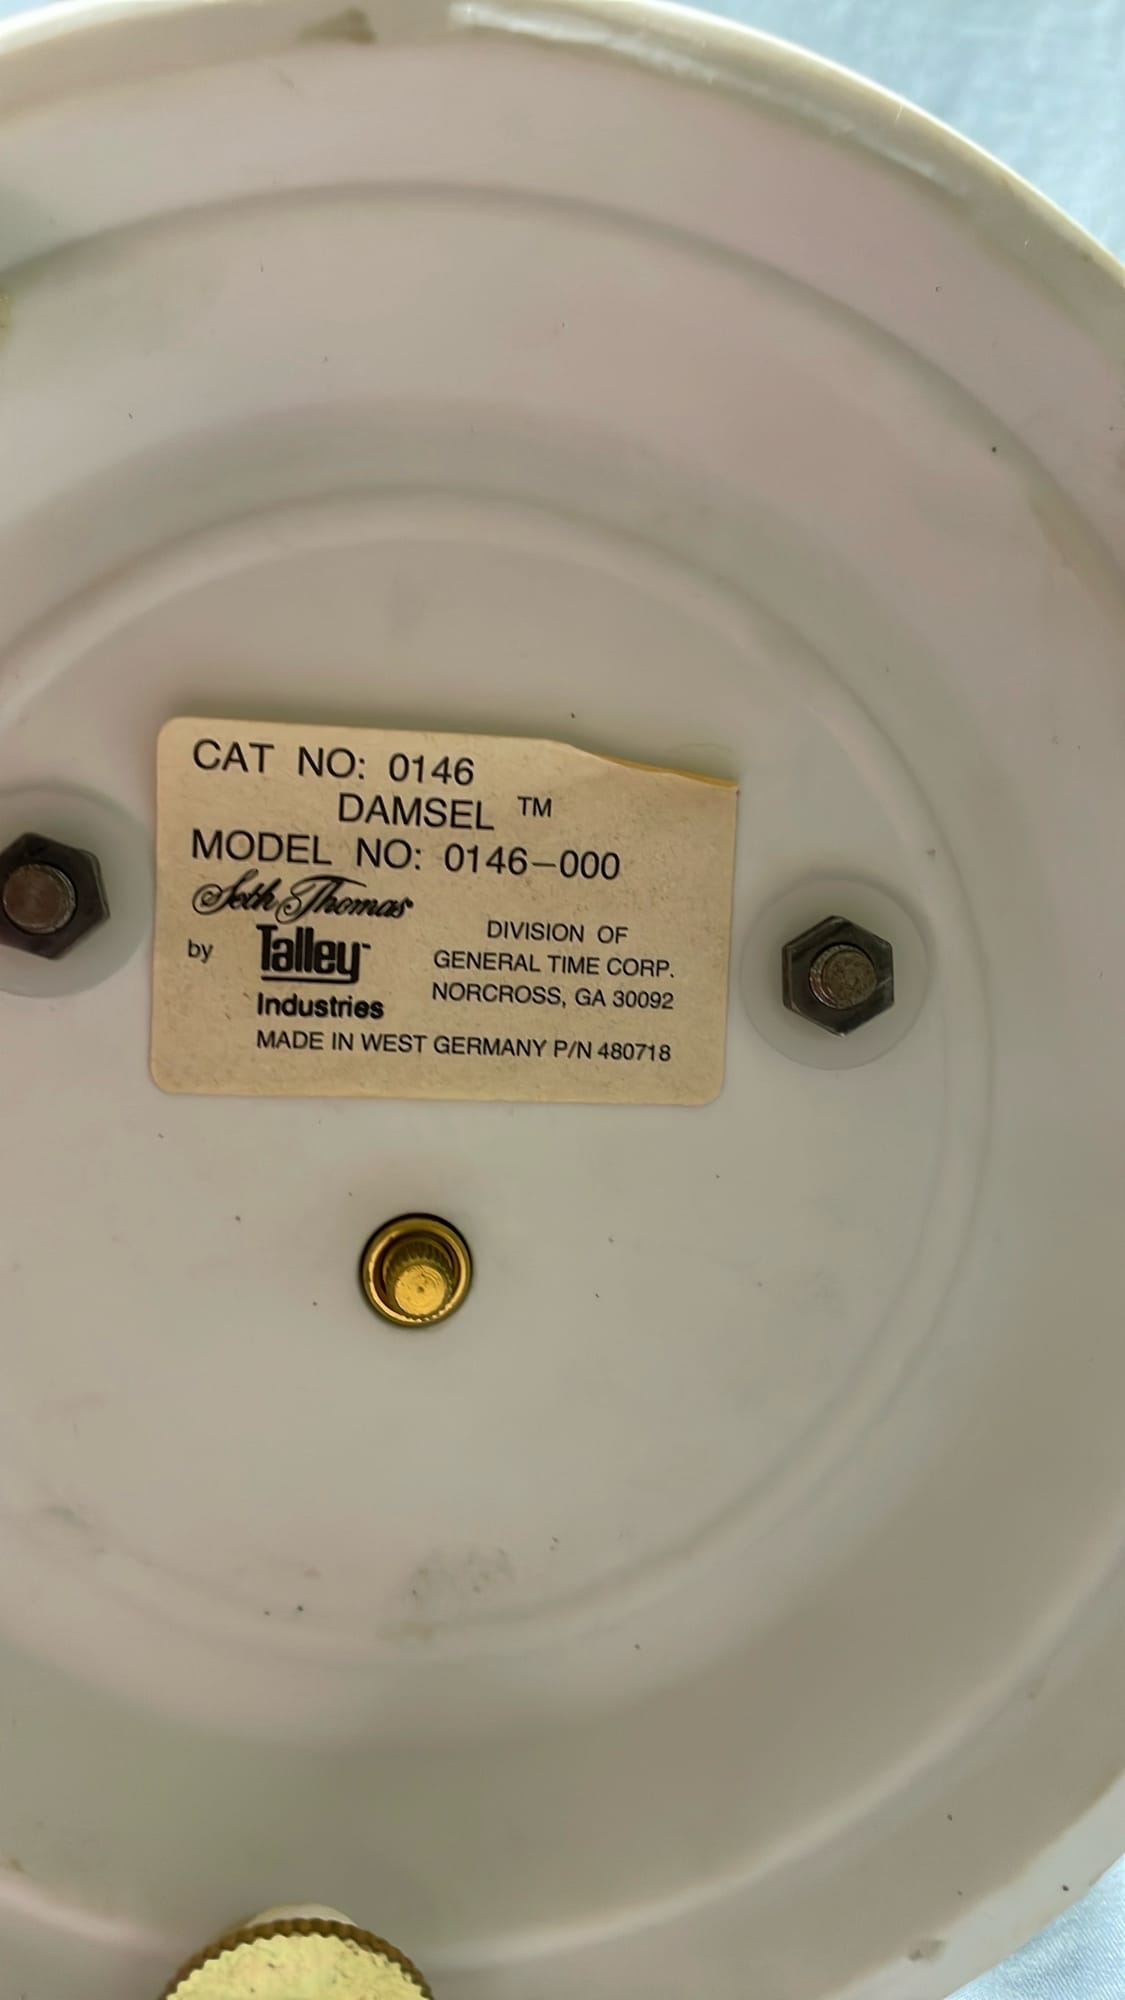 CAT NO: 0146
DAMSEL ™
MODEL NO: 0146-000
Seth Thomas
by Talley Industries
DIVISION OF
GENERAL TIME CORP.
NORCROSS, GA 30092
MADE IN WEST GERMANY P/N 480718